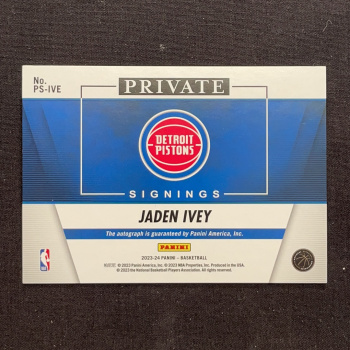 No.
PS-IVE
PRIVATE
DETROIT
PISTONS
SIGNINGS
JADEN IVEY
The autograph is guaranteed by Panini America, Inc.
PANINI
2023-24 PANINI - BASKETBALL
© 2023 Panini America, Inc. © 2023 NBA Properties, Inc. Produced in the USA.
© 2023 the National Basketball Players Association. All rights reserved.